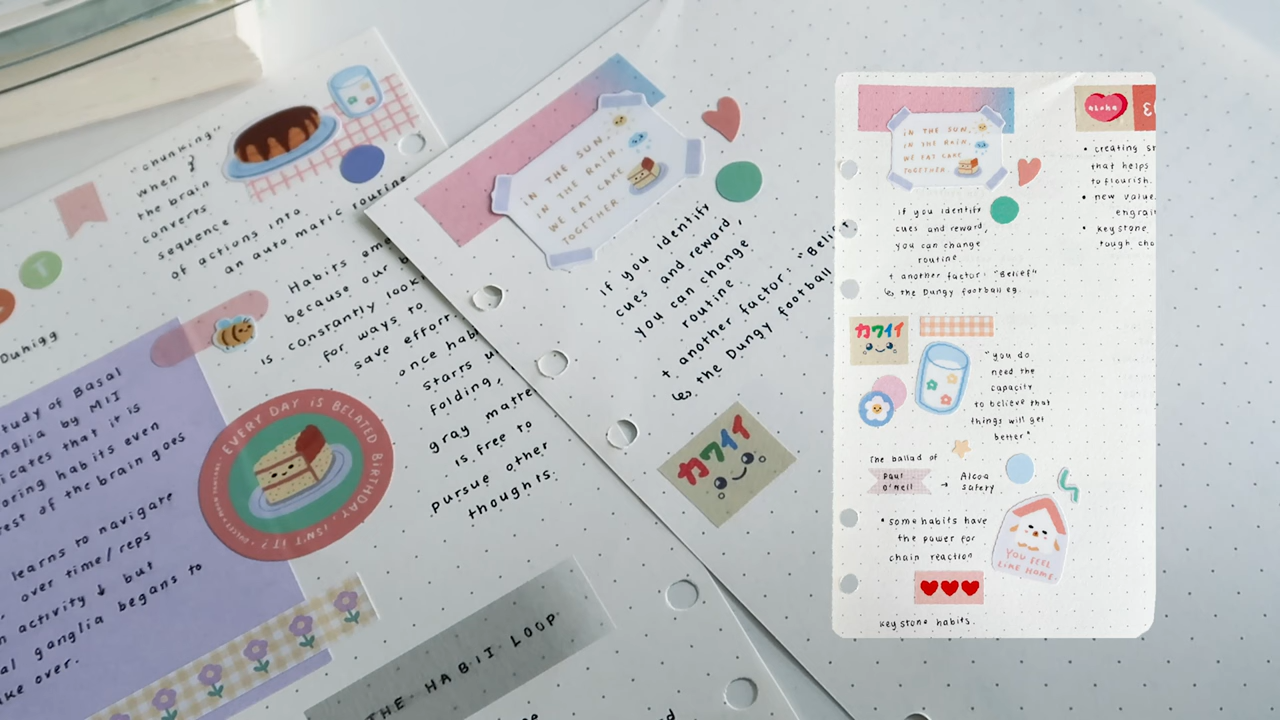 "chunking"
when
the brain
converts
sequence
of actions into
an automatic routine
T
Duhigg
Habits eme
because our b
is constantly look
for ways to
save effort
once hab
starts
folding,
gray matte
is free to
pursue other
thoughts.
tudy of Basal
nglia by MIT
icates that it is
oring habits even
rest of the brain goes
learns to navigate
over time/reps
n activity ↓ but
al ganglia began to
ke over.
EVERY DAY IS BELATED BIRTHDAY, ISN'T IT?
THE HABIT LOOP
IN THE SUN,
IN THE RAIN,
WE EAT CAKE
TOGETHER
If you identify
cues and reward,
you can change
routine
+ another factor: "Belie
↳ the Dungy football
カワイイ
IN THE SUN,
IN THE RAIN,
WE EAT CAKE
TOGETHER
If you identify
cues and reward,
you can change
routine
+ another factor: "Belief"
↳ the Dungy football eg.
カワイイ
"you do
need the
capacity
to believe that
things will get
better"
The ballad of
Paul
O'Neil
→ Alcoa
safety
• some habits have
the power for
chain reaction
YOU FEEL
LIKE HOME.
keystone habits.
ALOHA
• creating s
that helps
to flourish.
• new value
engrai
• keystone
tough cho